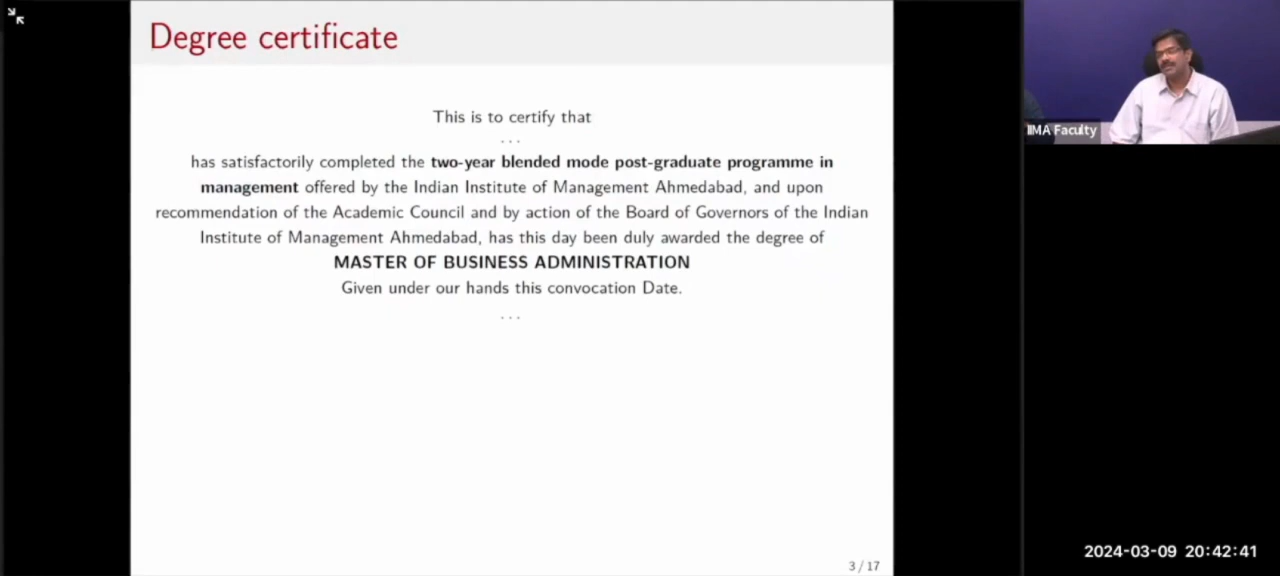 Degree certificate
This is to certify that
...
has satisfactorily completed the two-year blended mode post-graduate programme in
management offered by the Indian Institute of Management Ahmedabad, and upon
recommendation of the Academic Council and by action of the Board of Governors of the Indian
Institute of Management Ahmedabad, has this day been duly awarded the degree of
MASTER OF BUSINESS ADMINISTRATION
Given under our hands this convocation Date.
...
3 / 17
IIMA Faculty
2024-03-09 20:42:41